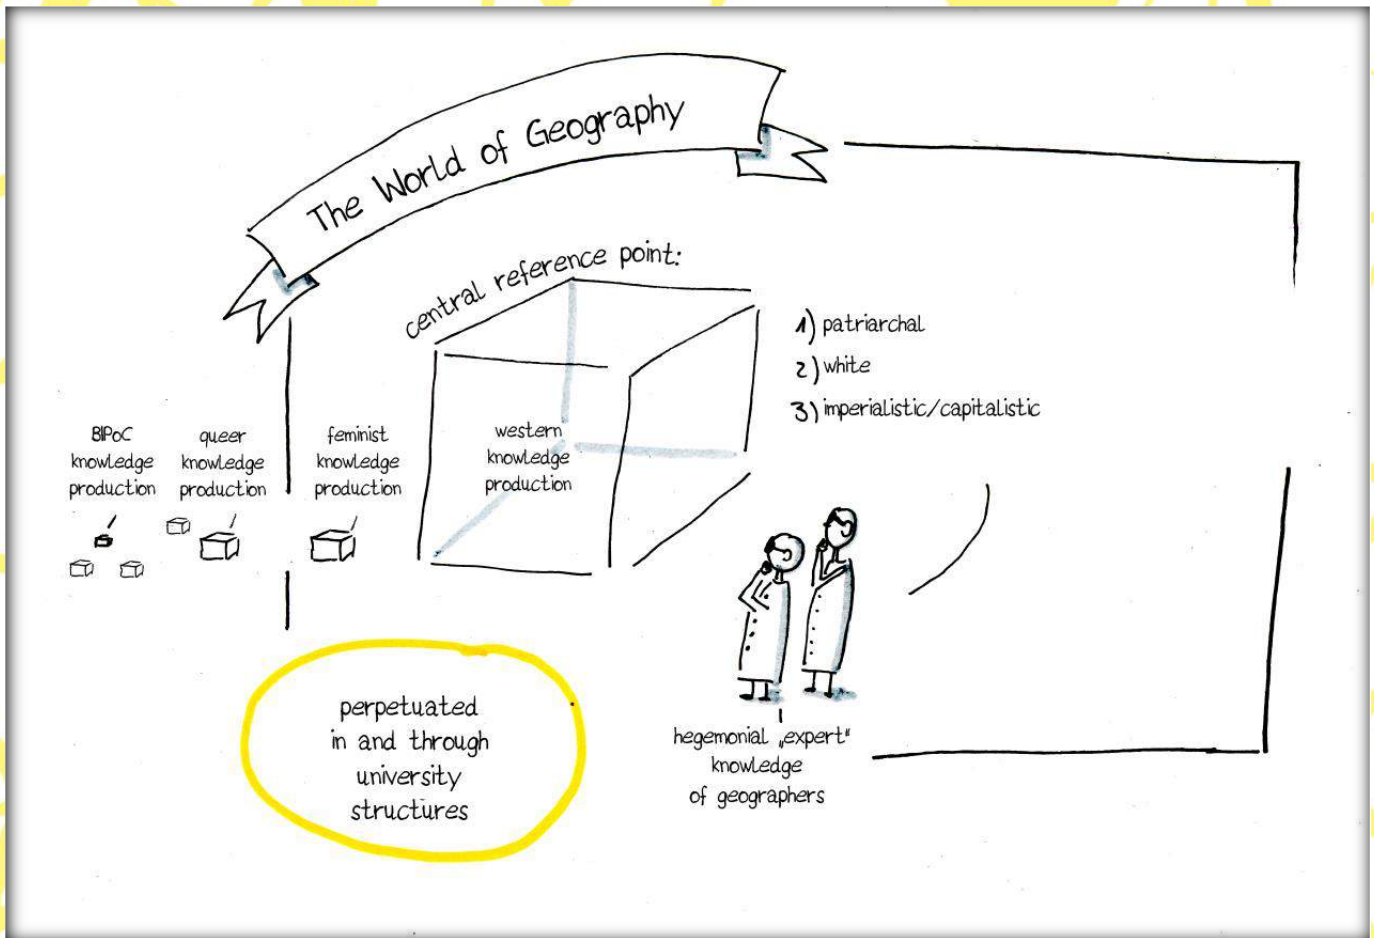 The World of Geography
central reference point:
1) patriarchal
2) white
3) imperialistic/capitalistic
BIPoC
knowledge
production
queer
knowledge
production
feminist
knowledge
production
western
knowledge
production
perpetuated
in and through
university
structures
hegemonial „expert“
knowledge
of geographers